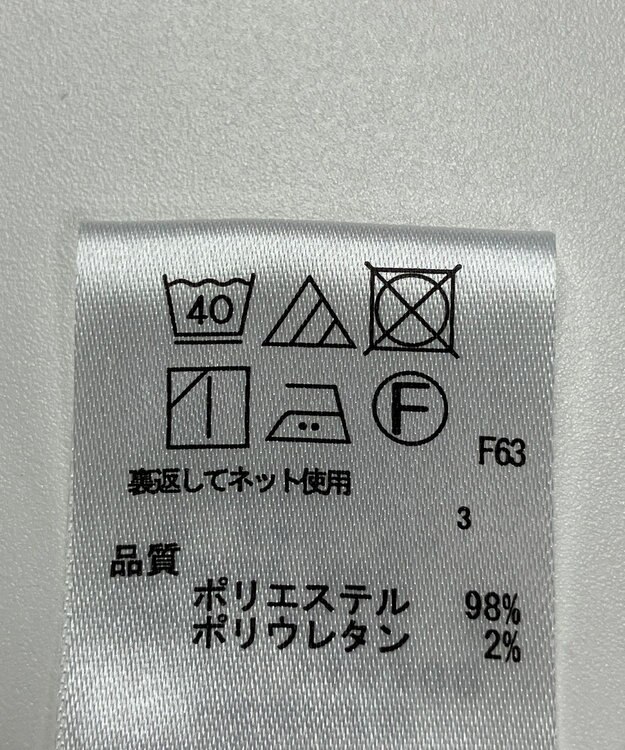 40
F
F63
裏返してネット使用
3
品質
ポリエステル 98%
ポリウレタン 2%